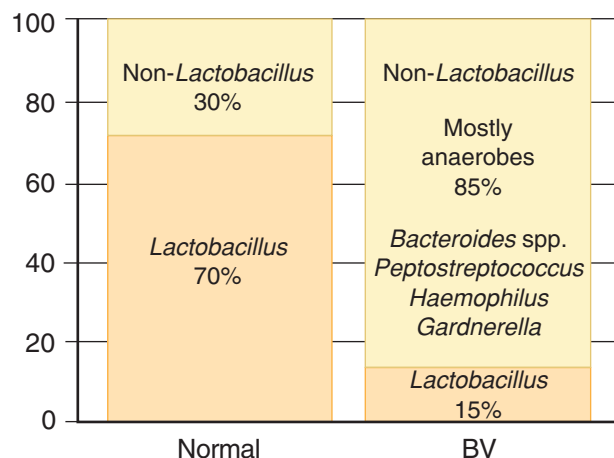 100
80
60
40
20
0
Non-Lactobacillus
30%
Lactobacillus
70%
Normal
Non-Lactobacillus
Mostly
anaerobes
85%
Bacteroides spp.
Peptostreptococcus
Haemophilus
Gardnerella
Lactobacillus
15%
BV